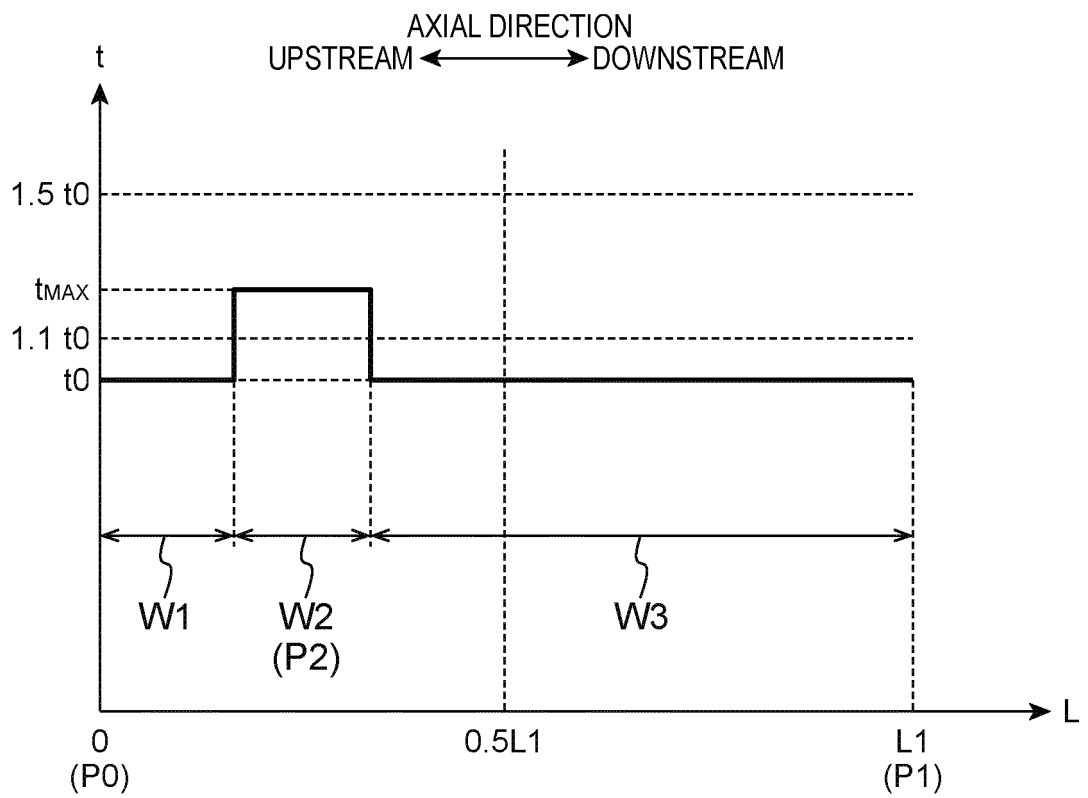 AXIAL DIRECTION
UPSTREAM DOWNSTREAM
t
1.5 t0
tMAX
1.1 t0
t0
W1 W2 W3
(P2)
L
0 0.5L1 L1
(P0) (P1)